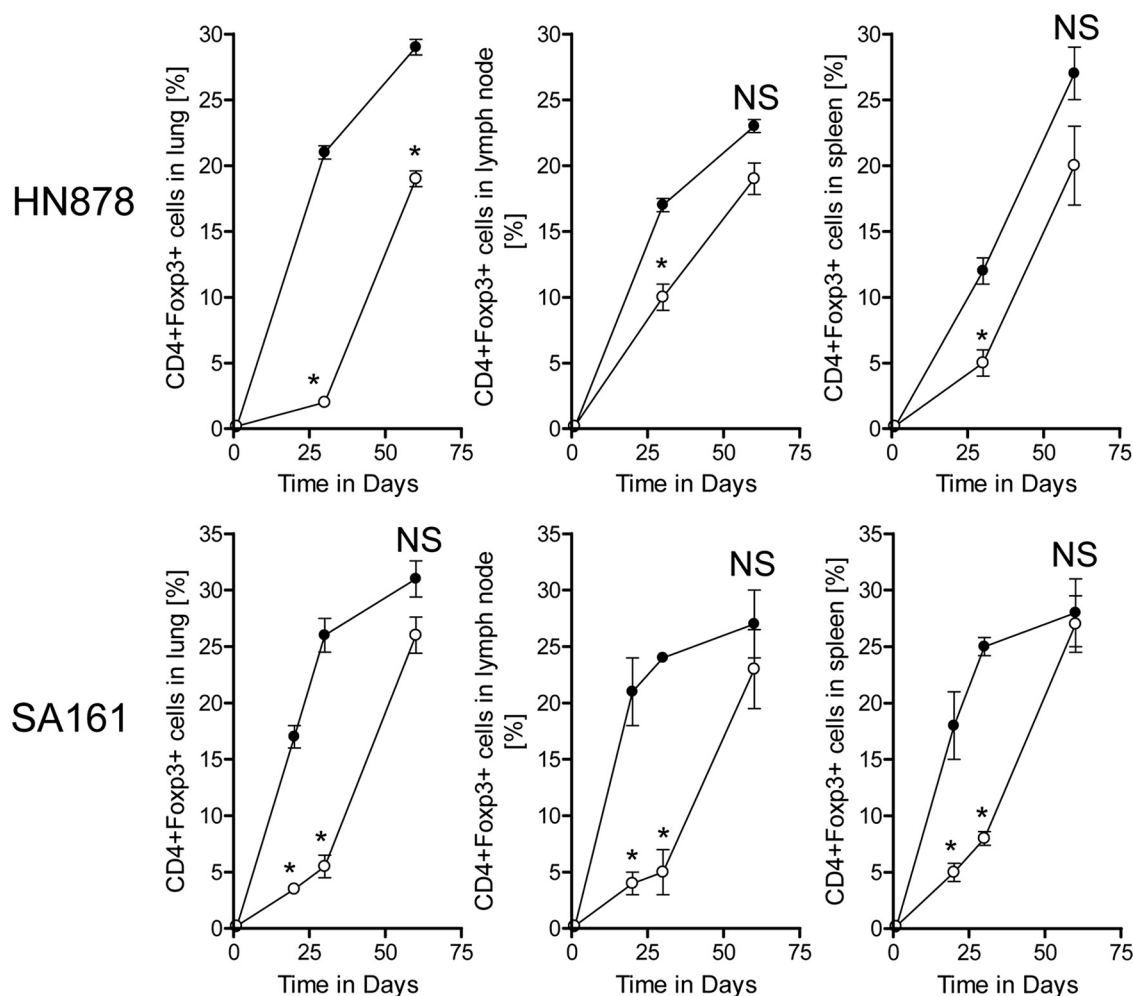 HN878
CD4+Foxp3+ cells in lung [%]
30
25
20
15
10
5
0
*
*
0 25 50 75
Time in Days
CD4+Foxp3+ cells in lymph node
[%]
30
25
20
15
10
5
0
NS
*
0 25 50 75
Time in Days
CD4+Foxp3+ cells in spleen [%]
30
25
20
15
10
5
0
NS
*
0 25 50 75
Time in Days
SA161
CD4+Foxp3+ cells in lung [%]
35
30
25
20
15
10
5
0
NS
*
*
0 25 50 75
Time in Days
CD4+Foxp3+ cells in lymph node
[%]
35
30
25
20
15
10
5
0
NS
*
*
0 25 50 75
Time in Days
CD4+Foxp3+ cells in spleen [%]
35
30
25
20
15
10
5
0
NS
*
*
0 25 50 75
Time in Days